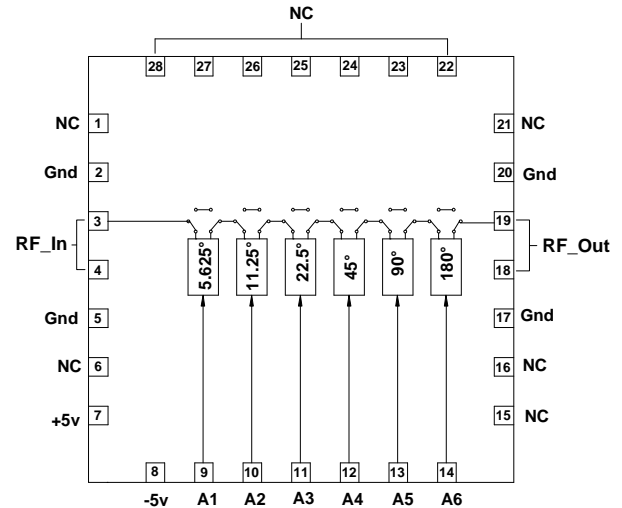 NC
28 27 26 25 24 23 22
NC 1 21 NC
Gnd 2 20 Gnd
3 19
RF_In RF_Out
4 18
5.625° 11.25° 22.5° 45° 90° 180°
Gnd 5 17 Gnd
NC 6 16 NC
+5v 7 15 NC
8 9 10 11 12 13 14
-5v A1 A2 A3 A4 A5 A6